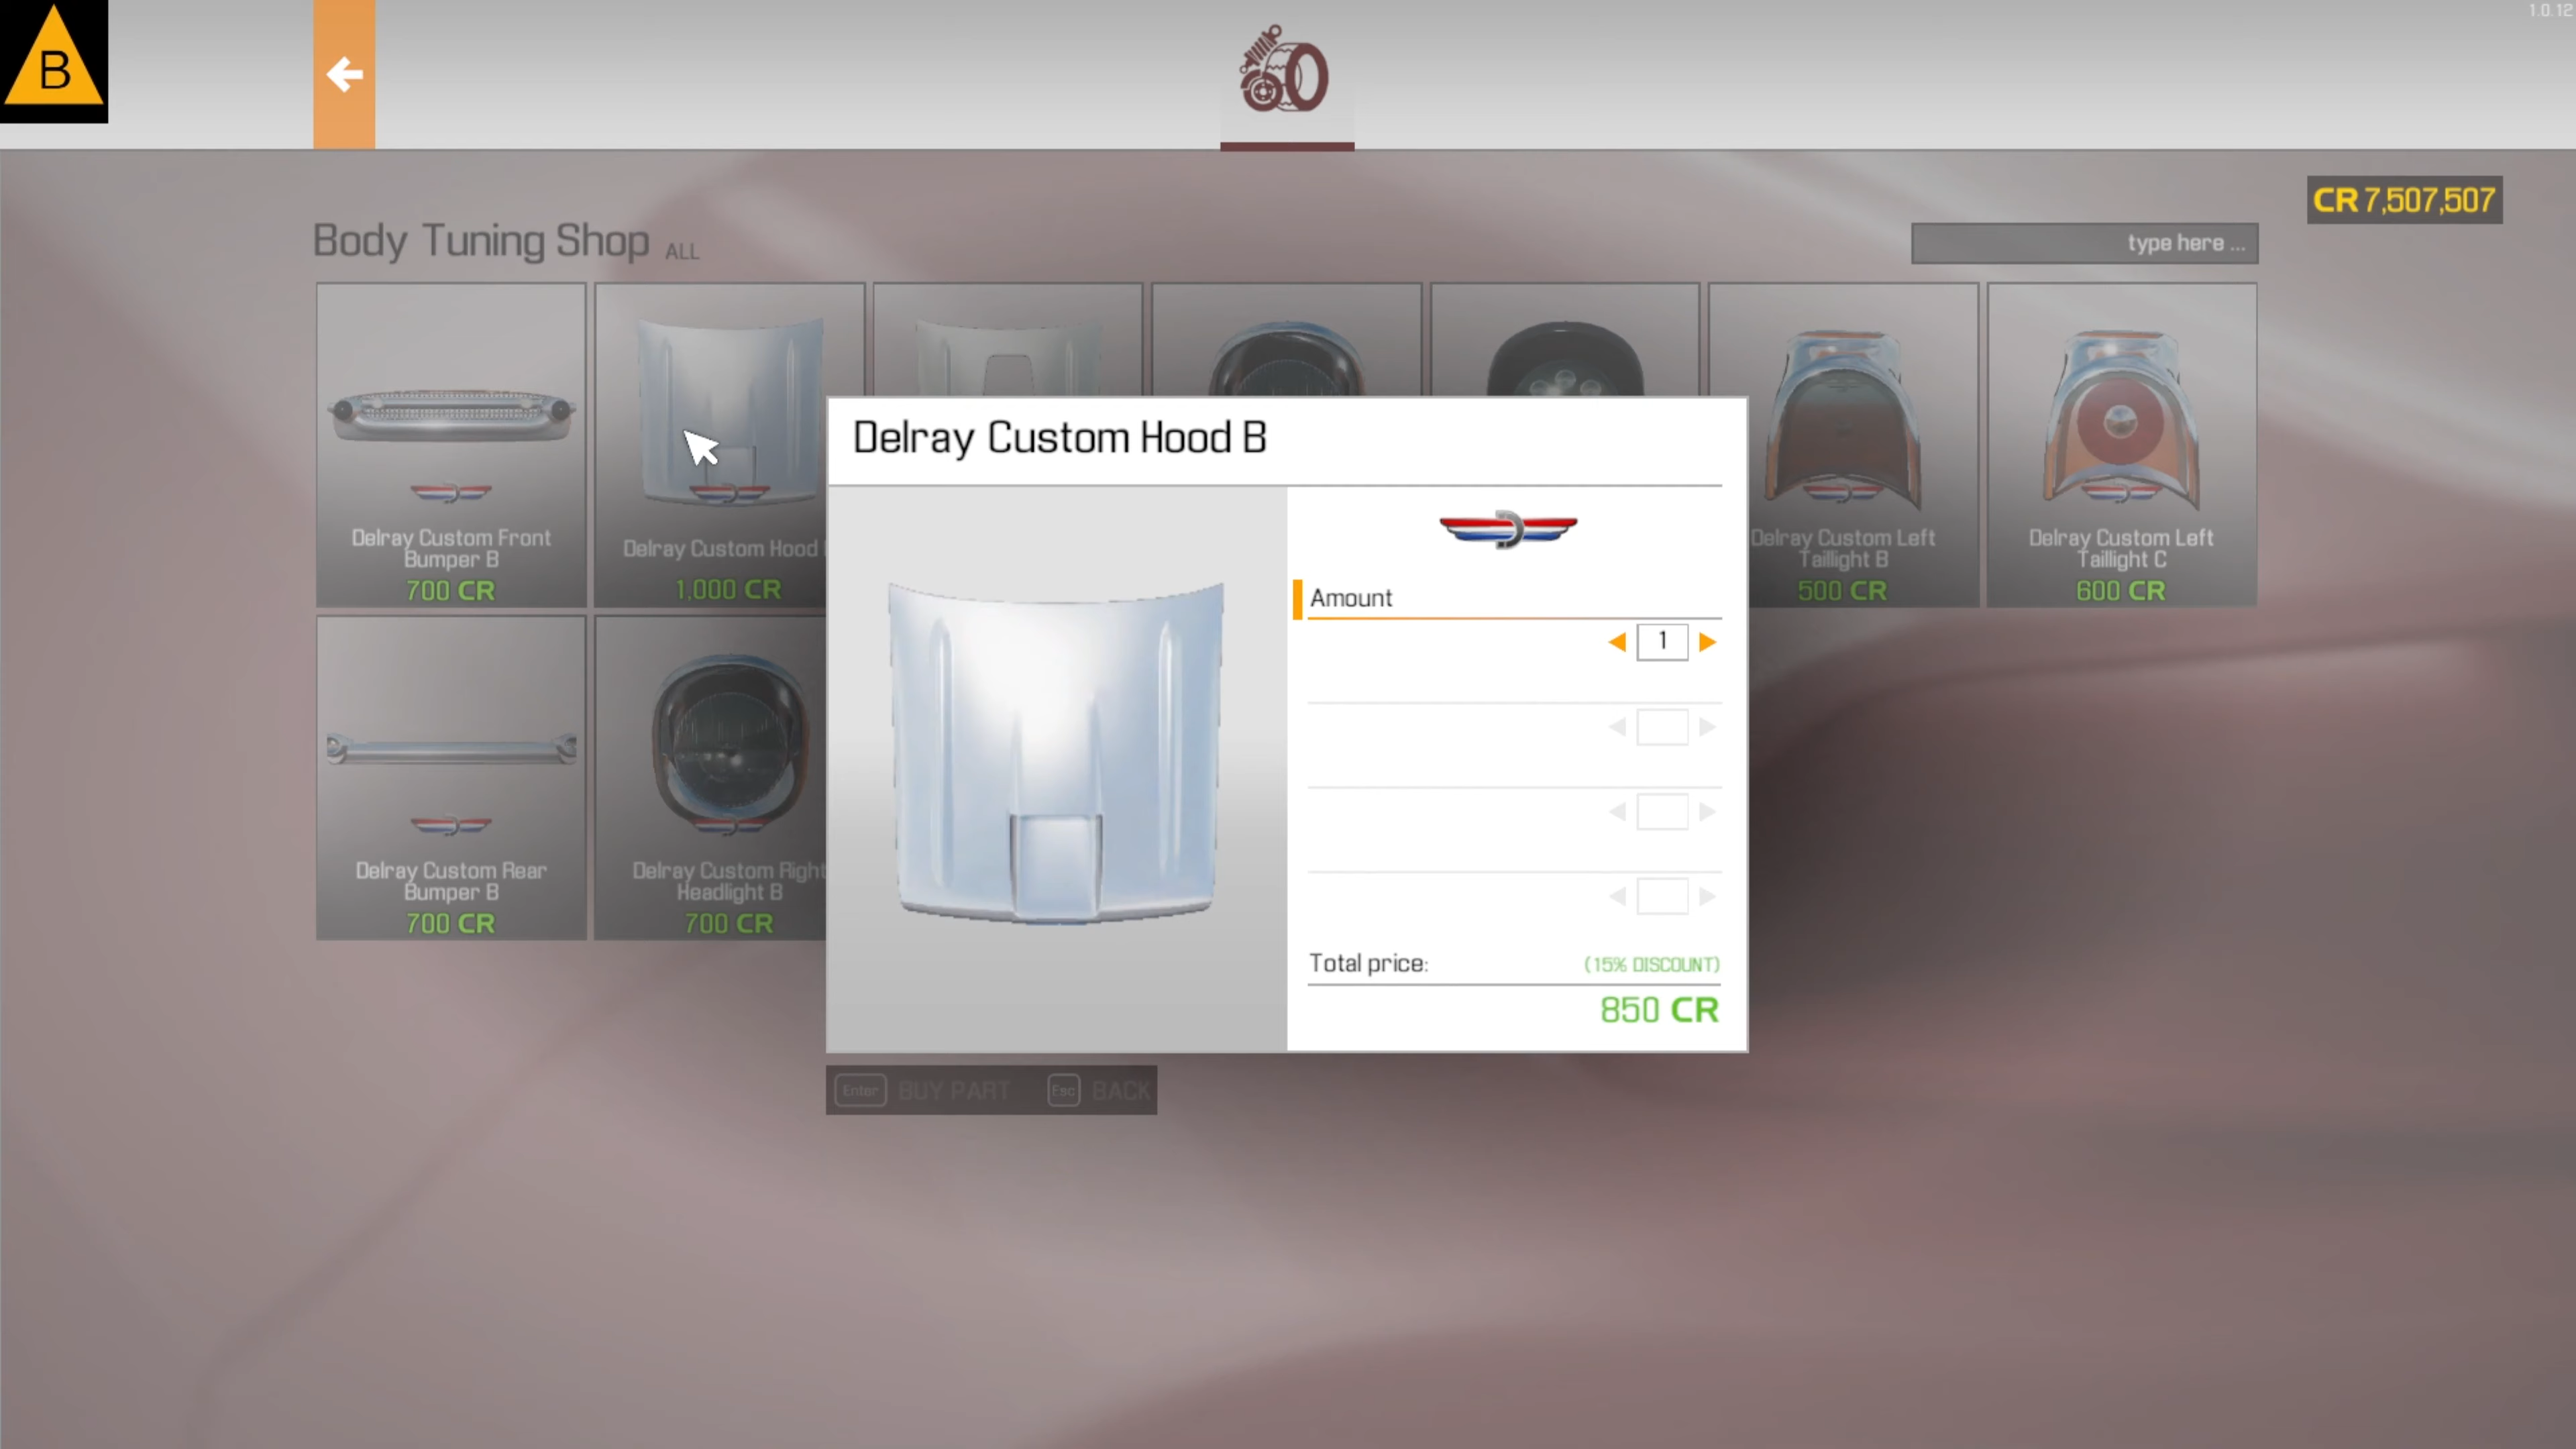 B
1.0.12
CR 7,507,507
Body Tuning Shop ALL
type here ...
Delray Custom Front
Bumper B
700 CR
Delray Custom Hood
1,000 CR
Delray Custom Left
Taillight B
500 CR
Delray Custom Left
Taillight C
600 CR
Delray Custom Rear
Bumper B
700 CR
Delray Custom Right
Headlight B
700 CR
Delray Custom Hood B
Amount
1
Total price: (15% DISCOUNT)
850 CR
Enter BUY PART Esc BACK